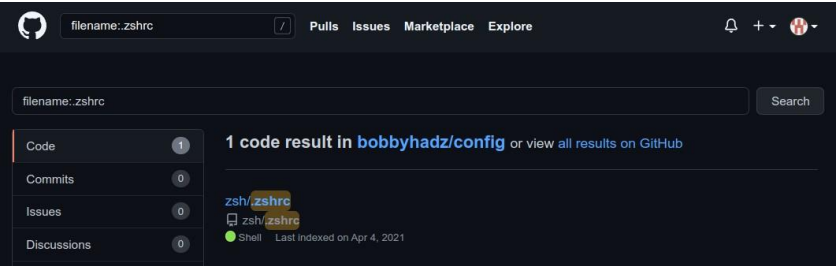 filename:.zshrc / Pulls Issues Marketplace Explore +
filename:.zshrc Search
Code 1
Commits 0
Issues 0
Discussions 0
1 code result in bobbyhadz/config or view all results on GitHub
zsh/.zshrc
zsh/.zshrc
Shell Last indexed on Apr 4, 2021